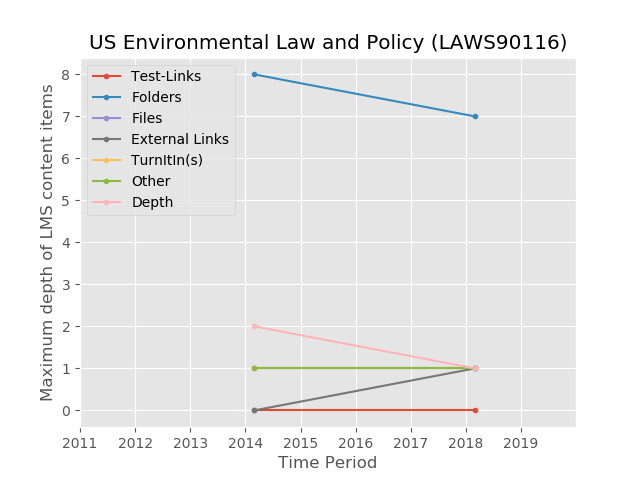 US Environmental Law and Policy (LAWS90116)
Maximum depth of LMS content items
8
7
6
5
4
3
2
1
0
Test-Links
Folders
Files
External Links
TurnItIn(s)
Other
Depth
2011 2012 2013 2014 2015 2016 2017 2018 2019
Time Period